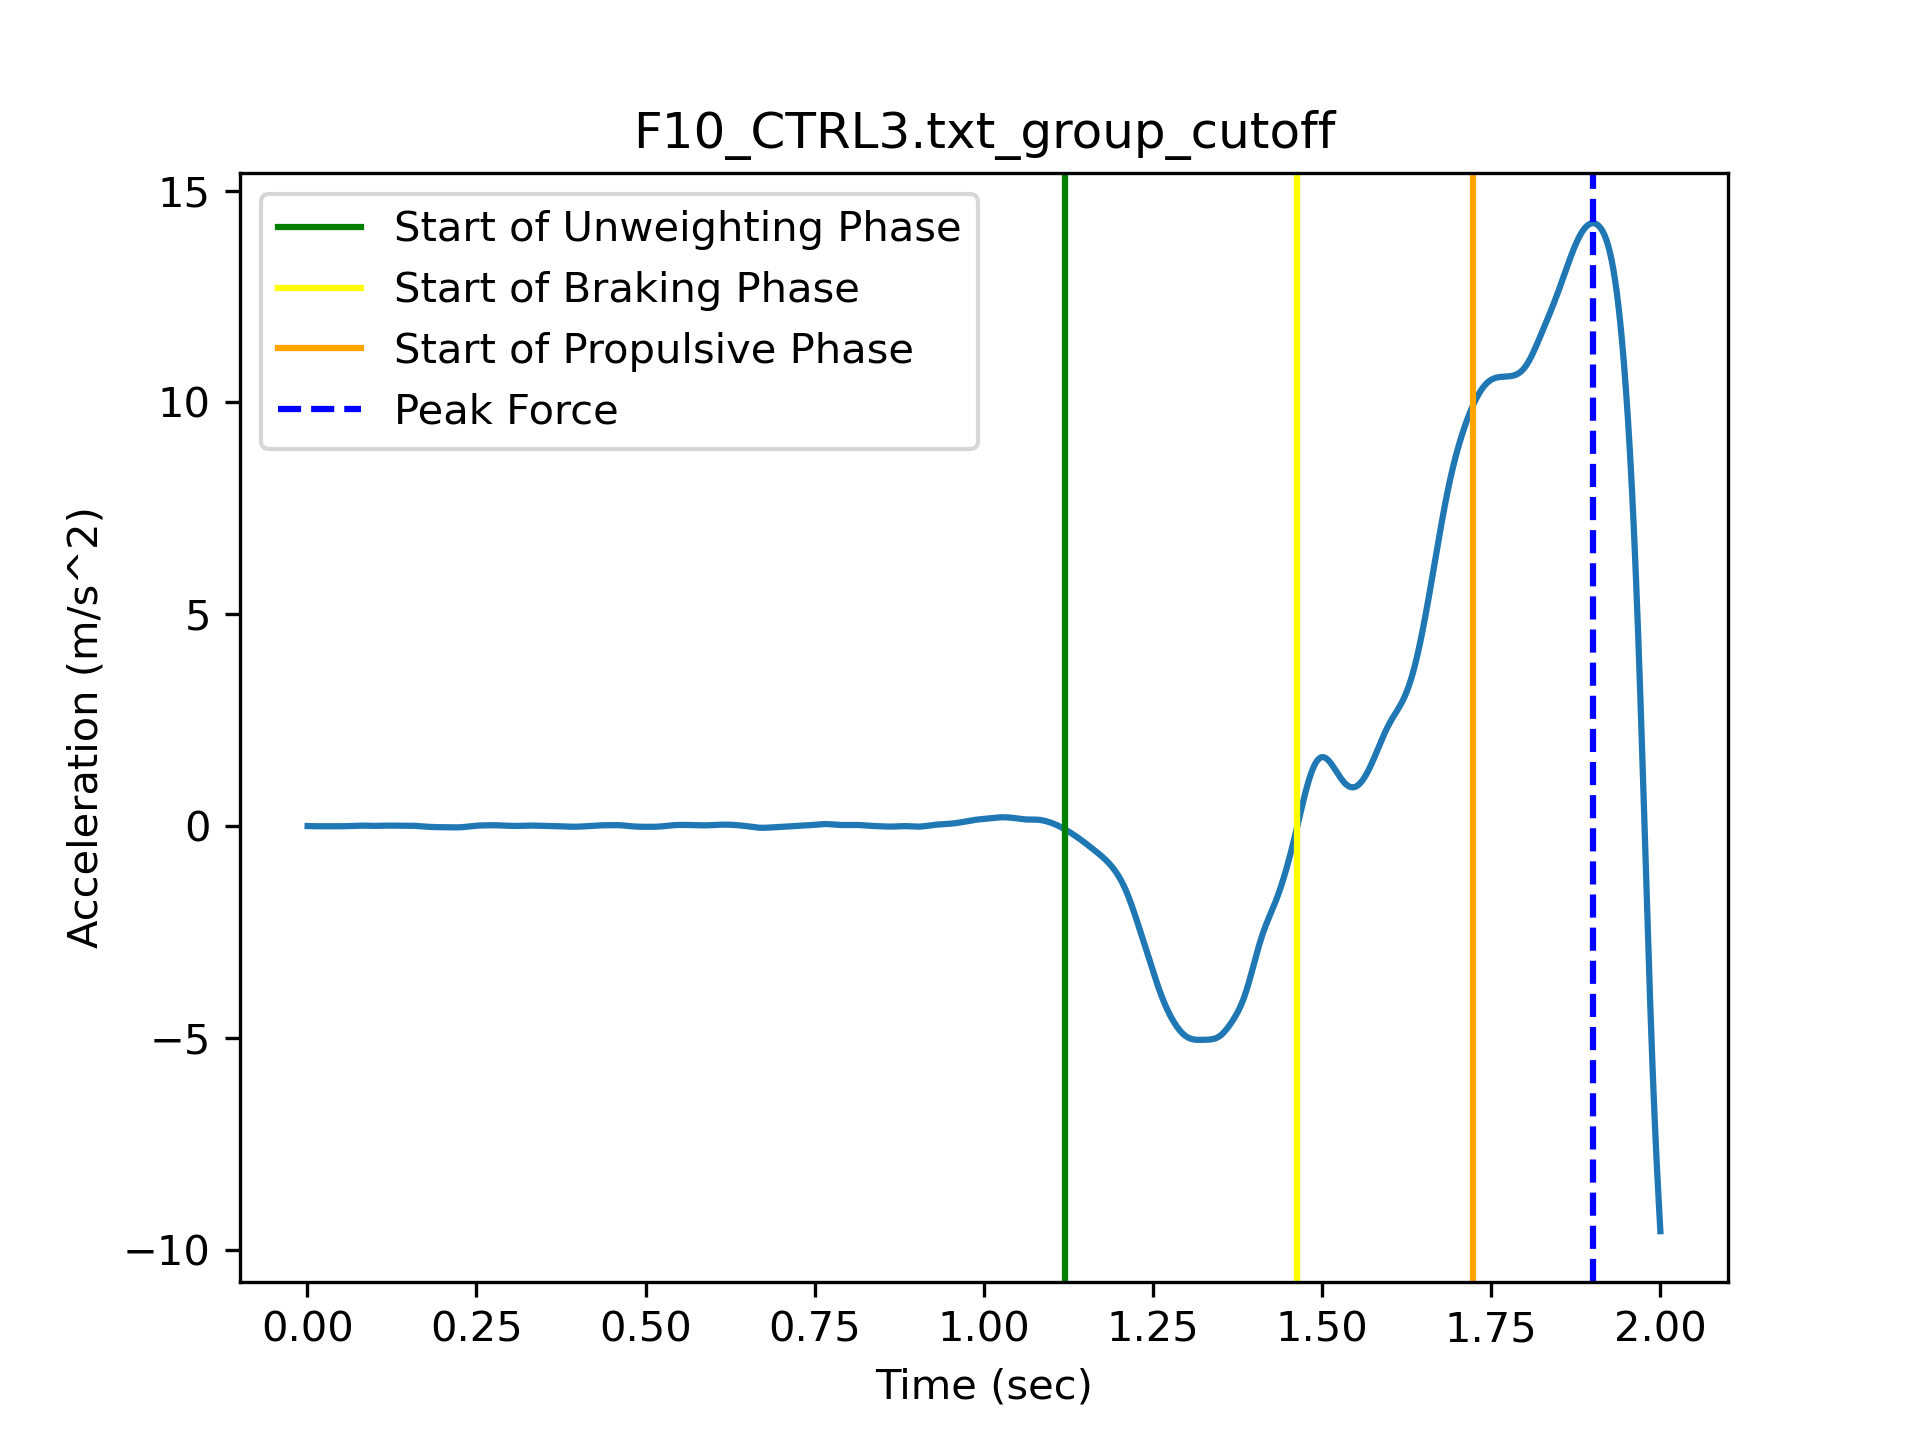 F10_CTRL3.txt_group_cutoff
Start of Unweighting Phase
Start of Braking Phase
Start of Propulsive Phase
Peak Force
15
10
5
0
−5
−10
Acceleration (m/s^2)
0.00 0.25 0.50 0.75 1.00 1.25 1.50 1.75 2.00
Time (sec)